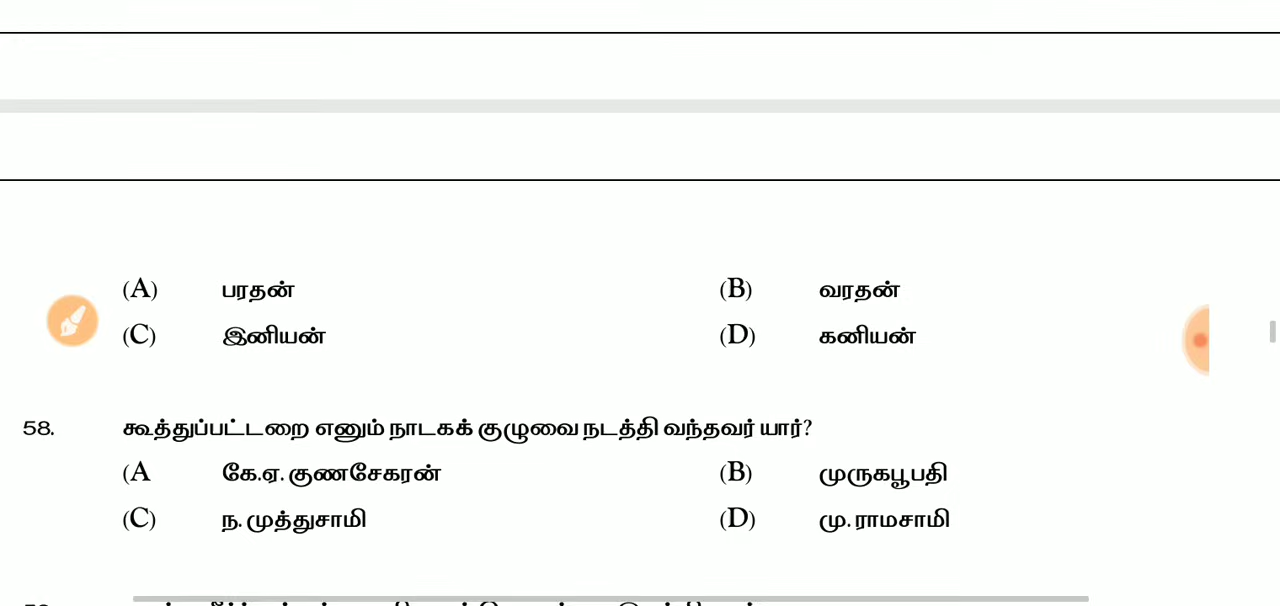 (A) பரதன் (B) வரதன்
(C) இனியன் (D) கனியன்
58. கூத்துப்பட்டறை எனும் நாடகக் குழுவை நடத்தி வந்தவர் யார்?
(A கே.ஏ. குணசேகரன் (B) முருகபூபதி
(C) ந. முத்துசாமி (D) மு. ராமசாமி